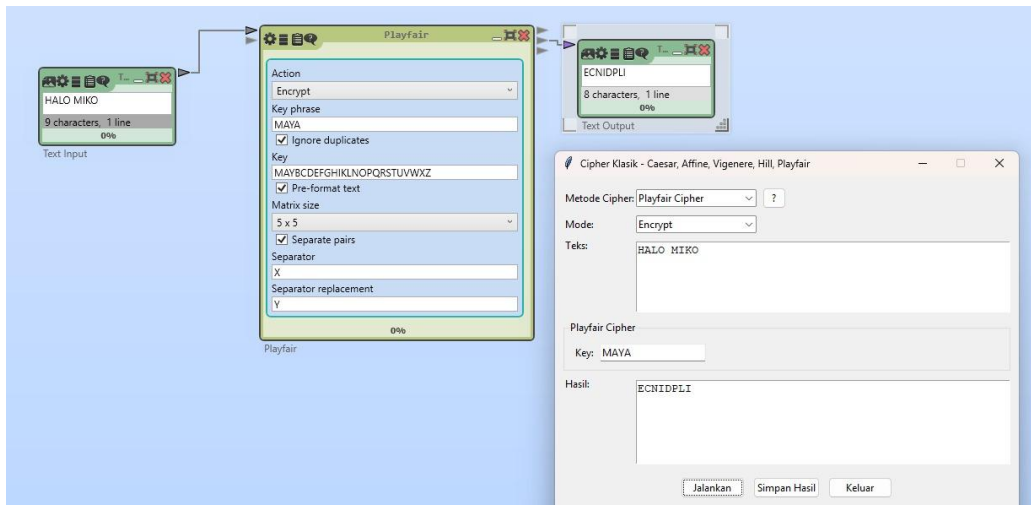 T...
HALO MIKO
9 characters, 1 line
0%
Text Input
Playfair
Action
Encrypt
Key phrase
MAYA
Ignore duplicates
Key
MAYBCDEFGHIKLNOPQRSTUVWXZ
Pre-format text
Matrix size
5 x 5
Separate pairs
Separator
X
Separator replacement
Y
0%
Playfair
T...
ECNIDPLI
8 characters, 1 line
0%
Text Output
Cipher Klasik - Caesar, Affine, Vigenere, Hill, Playfair
Metode Cipher: Playfair Cipher ?
Mode: Encrypt
Teks: HALO MIKO
Playfair Cipher
Key: MAYA
Hasil: ECNIDPLI
Jalankan Simpan Hasil Keluar